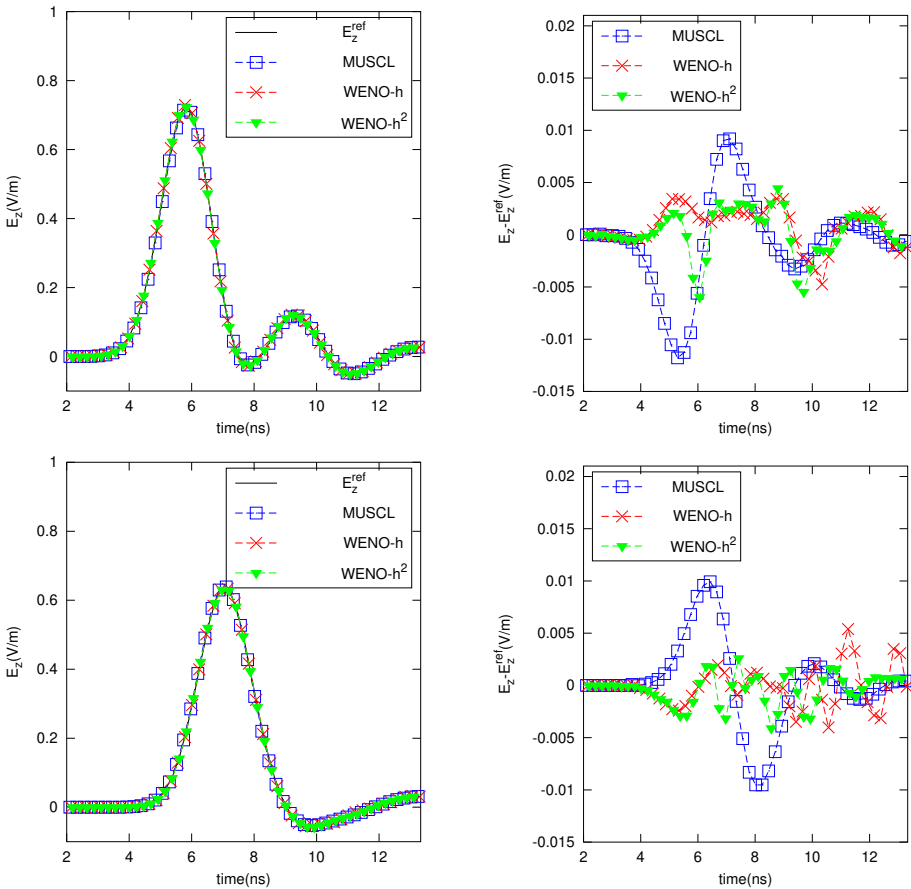 1
0.8
0.6
0.4
0.2
0
2 4 6 8 10 12
time(ns)
E_z(V/m)
E_z^ref
MUSCL
WENO-h
WENO-h^2
0.02
0.015
0.01
0.005
0
-0.005
-0.01
-0.015
2 4 6 8 10 12
time(ns)
E_z-E_z^ref(V/m)
MUSCL
WENO-h
WENO-h^2
1
0.8
0.6
0.4
0.2
0
2 4 6 8 10 12
time(ns)
E_z(V/m)
E_z^ref
MUSCL
WENO-h
WENO-h^2
0.02
0.015
0.01
0.005
0
-0.005
-0.01
-0.015
2 4 6 8 10 12
time(ns)
E_z-E_z^ref(V/m)
MUSCL
WENO-h
WENO-h^2